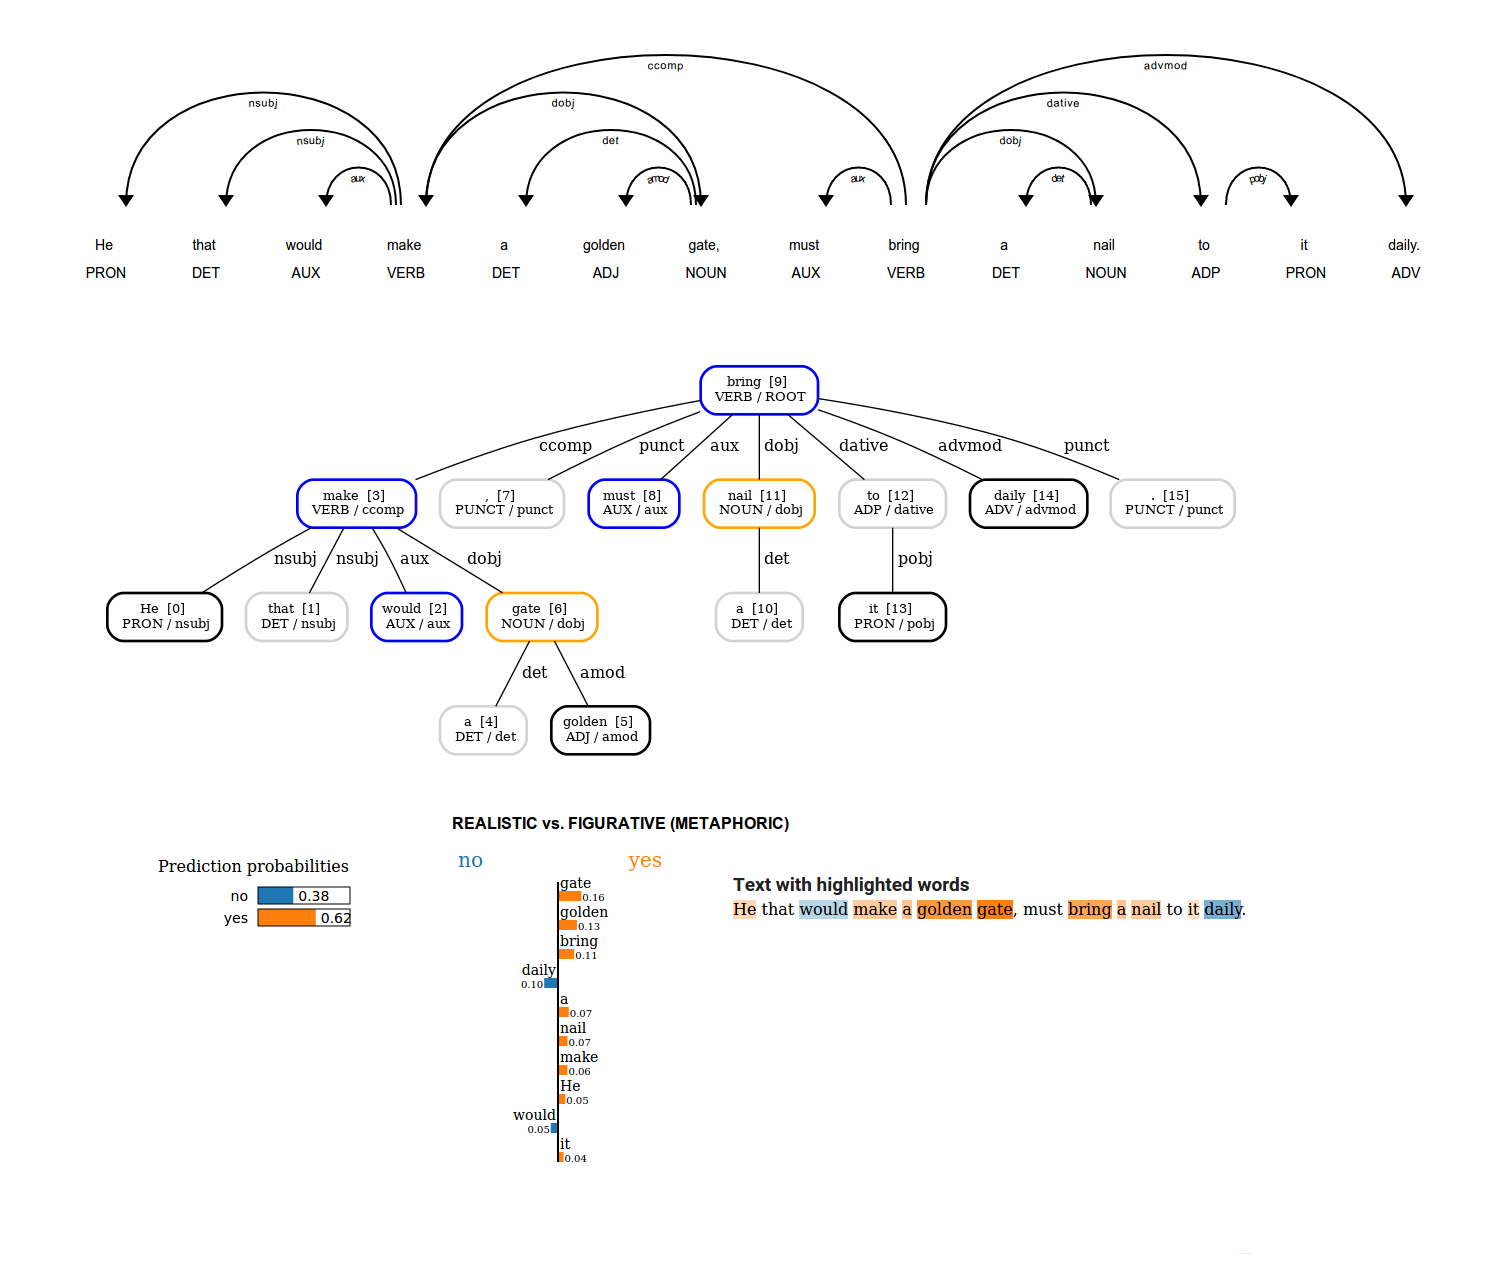 ccomp advmod
nsubj dobj dative
nsubj det dobj
aux amod aux det pobj
He that would make a golden gate, must bring a nail to it daily.
PRON DET AUX VERB DET ADJ NOUN AUX VERB DET NOUN ADP PRON ADV
bring [9]
VERB / ROOT
ccomp punct aux dobj dative advmod punct
make [3] , [7] must [8] nail [11] to [12] daily [14] . [15]
VERB / ccomp PUNCT / punct AUX / aux NOUN / dobj ADP / dative ADV / advmod PUNCT / punct
nsubj nsubj aux dobj det pobj
He [0] that [1] would [2] gate [6] a [10] it [13]
PRON / nsubj DET / nsubj AUX / aux NOUN / dobj DET / det PRON / pobj
det amod
a [4] golden [5]
DET / det ADJ / amod
REALISTIC vs. FIGURATIVE (METAPHORIC)
Prediction probabilities
no 0.38
yes 0.62
no yes
gate
0.16
golden
0.13
bring
0.11
daily
0.10
a
0.07
nail
0.07
make
0.06
He
0.05
would
0.05
it
0.04
Text with highlighted words
He that would make a golden gate, must bring a nail to it daily.